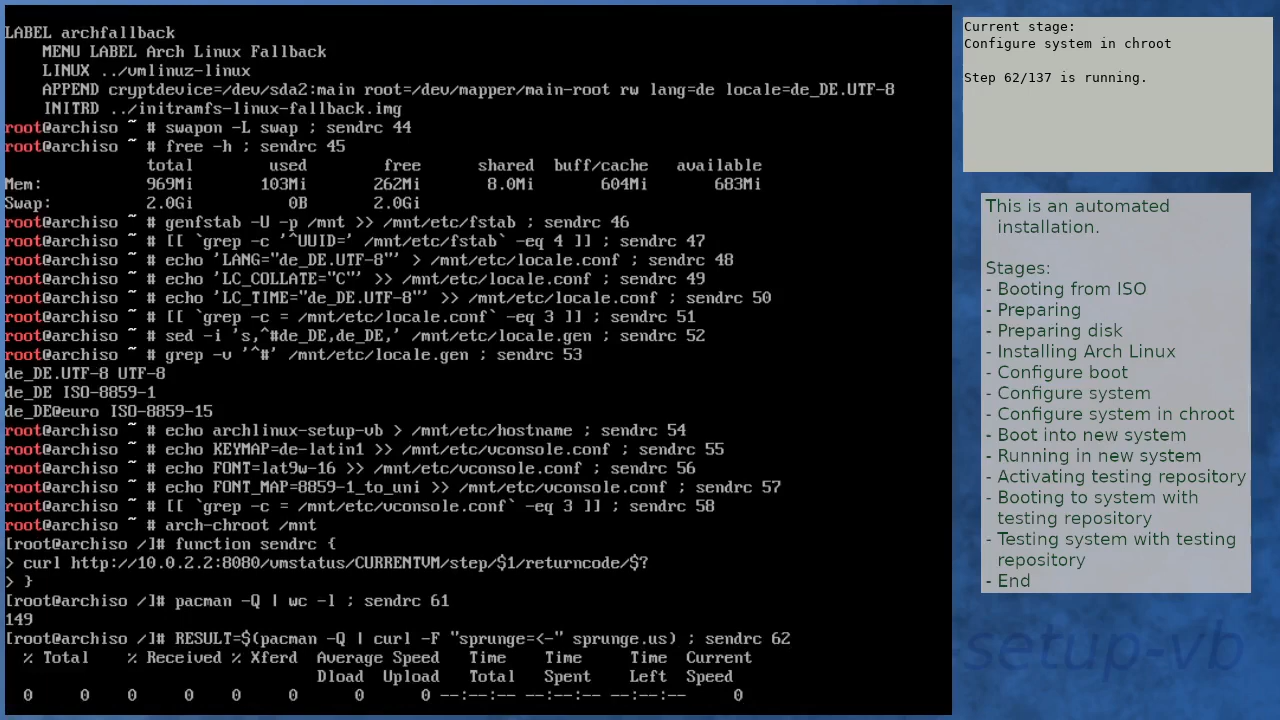 LABEL archfallback
    MENU LABEL Arch Linux Fallback
    LINUX ../vmlinuz-linux
    APPEND cryptdevice=/dev/sda2:main root=/dev/mapper/main-root rw lang=de locale=de_DE.UTF-8
    INITRD ../initramfs-linux-fallback.img
root@archiso ~ # swapon -L swap ; sendrc 44
root@archiso ~ # free -h ; sendrc 45
               total        used        free      shared  buff/cache   available
Mem:           969Mi       103Mi       262Mi       8.0Mi       604Mi       683Mi
Swap:          2.0Gi          0B       2.0Gi
root@archiso ~ # genfstab -U -p /mnt >> /mnt/etc/fstab ; sendrc 46
root@archiso ~ # [[ `grep -c '^UUID=' /mnt/etc/fstab` -eq 4 ]] ; sendrc 47
root@archiso ~ # echo 'LANG="de_DE.UTF-8"' > /mnt/etc/locale.conf ; sendrc 48
root@archiso ~ # echo 'LC_COLLATE="C"' >> /mnt/etc/locale.conf ; sendrc 49
root@archiso ~ # echo 'LC_TIME="de_DE.UTF-8"' >> /mnt/etc/locale.conf ; sendrc 50
root@archiso ~ # [[ `grep -c = /mnt/etc/locale.conf` -eq 3 ]] ; sendrc 51
root@archiso ~ # sed -i 's,^#de_DE,de_DE,' /mnt/etc/locale.gen ; sendrc 52
root@archiso ~ # grep -v '^#' /mnt/etc/locale.gen ; sendrc 53
de_DE.UTF-8 UTF-8
de_DE ISO-8859-1
de_DE@euro ISO-8859-15
root@archiso ~ # echo archlinux-setup-vb > /mnt/etc/hostname ; sendrc 54
root@archiso ~ # echo KEYMAP=de-latin1 >> /mnt/etc/vconsole.conf ; sendrc 55
root@archiso ~ # echo FONT=lat9w-16 >> /mnt/etc/vconsole.conf ; sendrc 56
root@archiso ~ # echo FONT_MAP=8859-1_to_uni >> /mnt/etc/vconsole.conf ; sendrc 57
root@archiso ~ # [[ `grep -c = /mnt/etc/vconsole.conf` -eq 3 ]] ; sendrc 58
root@archiso ~ # arch-chroot /mnt
[root@archiso /]# function sendrc {
> curl http://10.0.2.2:8080/vmstatus/CURRENTVM/step/$1/returncode/$?
> }
[root@archiso /]# pacman -Q | wc -l ; sendrc 61
149
[root@archiso /]# RESULT=$(pacman -Q | curl -F "sprunge=<-" sprunge.us) ; sendrc 62
  % Total    % Received % Xferd  Average Speed   Time    Time     Time  Current
                                 Dload  Upload   Total   Spent    Left  Speed
  0     0    0     0    0     0      0      0 --:--:-- --:--:-- --:--:--     0
Current stage:
Configure system in chroot
Step 62/137 is running.
This is an automated
installation.
Stages:
- Booting from ISO
- Preparing
- Preparing disk
- Installing Arch Linux
- Configure boot
- Configure system
- Configure system in chroot
- Boot into new system
- Running in new system
- Activating testing repository
- Booting to system with
testing repository
- Testing system with testing
repository
- End
setup-vb